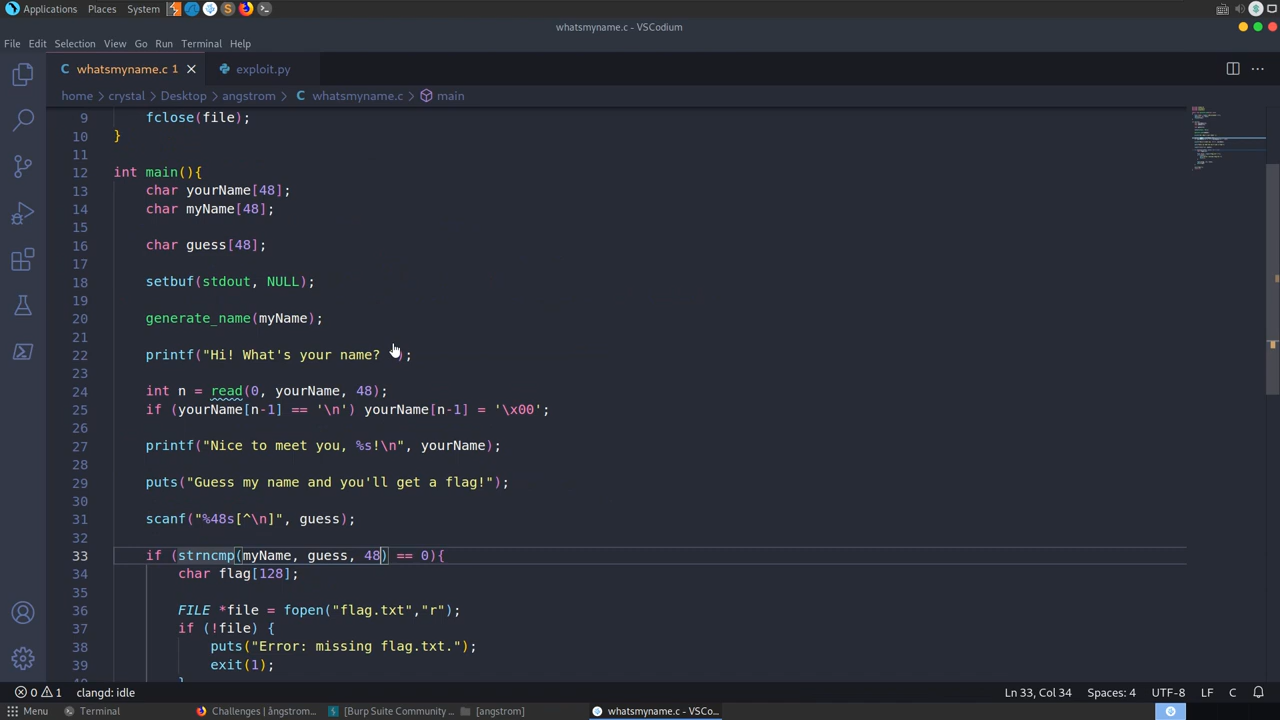 Applications Places System
whatsmyname.c - VSCodium
File Edit Selection View Go Run Terminal Help
C whatsmyname.c 1 exploit.py
home > crystal > Desktop > angstrom > C whatsmyname.c > main
9 fclose(file);
10 }
11
12 int main(){
13 char yourName[48];
14 char myName[48];
15
16 char guess[48];
17
18 setbuf(stdout, NULL);
19
20 generate_name(myName);
21
22 printf("Hi! What's your name? ");
23
24 int n = read(0, yourName, 48);
25 if (yourName[n-1] == '\n') yourName[n-1] = '\x00';
26
27 printf("Nice to meet you, %s!\n", yourName);
28
29 puts("Guess my name and you'll get a flag!");
30
31 scanf("%48s[^\n]", guess);
32
33 if (strncmp(myName, guess, 48) == 0){
34 char flag[128];
35
36 FILE *file = fopen("flag.txt","r");
37 if (!file) {
38 puts("Error: missing flag.txt.");
39 exit(1);
}
0 1 clangd: idle Ln 33, Col 34 Spaces: 4 UTF-8 LF C
Menu Terminal Challenges | ångstrom... [Burp Suite Community ... [angstrom] whatsmyname.c - VSCo...